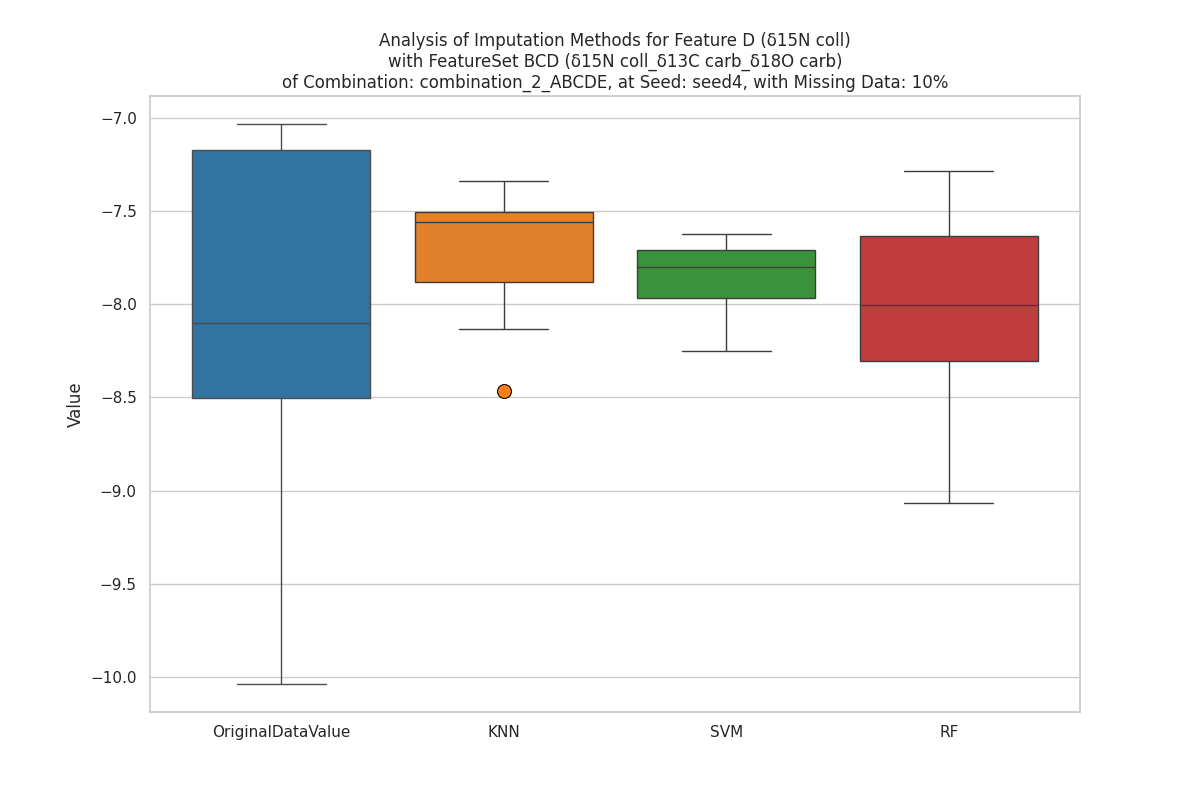 Analysis of Imputation Methods for Feature D (δ15N coll)
with FeatureSet BCD (δ15N coll_δ13C carb_δ18O carb)
of Combination: combination_2_ABCDE, at Seed: seed4, with Missing Data: 10%
−7.0
−7.5
−8.0
−8.5
−9.0
−9.5
−10.0
Value
OriginalDataValue
KNN
SVM
RF